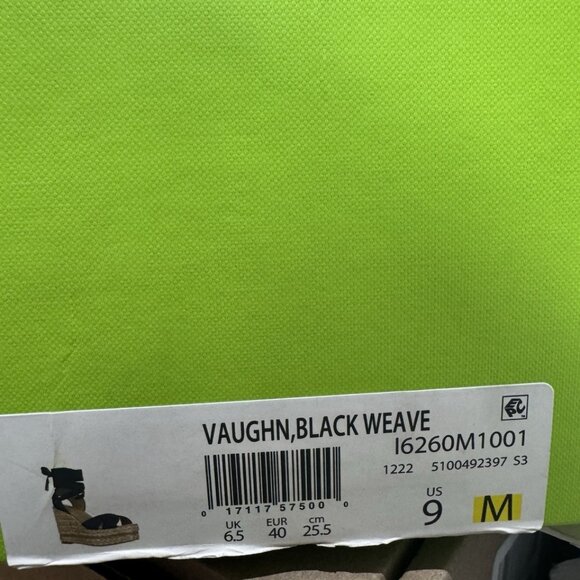 VAUGHN,BLACK WEAVE
I6260M1001
1222 5100492397 S3
0 17117 57500 0
UK EUR cm
6.5 40 25.5
US
9 M